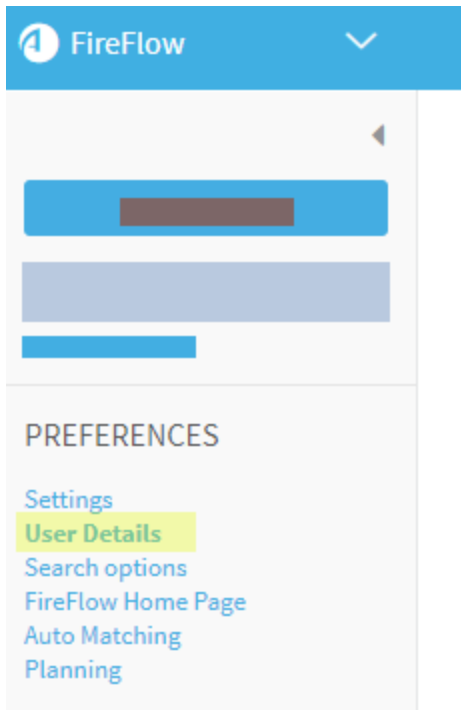 FireFlow
PREFERENCES
Settings
User Details
Search options
FireFlow Home Page
Auto Matching
Planning